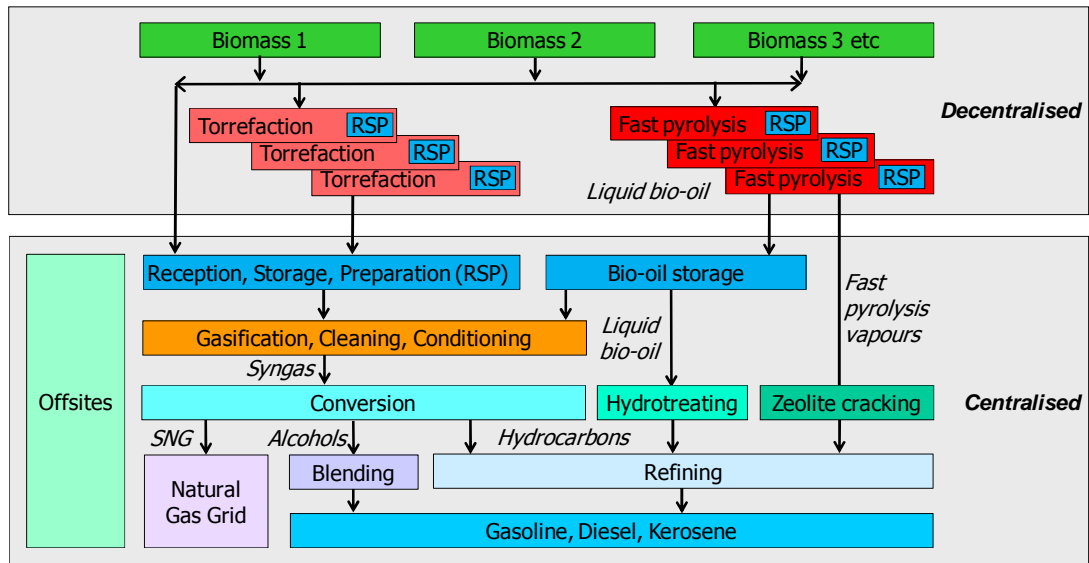 Biomass 1
Biomass 2
Biomass 3 etc
Decentralised
Torrefaction RSP
Torrefaction RSP
Torrefaction RSP
Fast pyrolysis RSP
Fast pyrolysis RSP
Fast pyrolysis RSP
Liquid bio-oil
Offsites
Reception, Storage, Preparation (RSP)
Bio-oil storage
Fast
pyrolysis
vapours
Gasification, Cleaning, Conditioning
Liquid
bio-oil
Syngas
Conversion
Hydrotreating
Zeolite cracking
Centralised
SNG
Alcohols
Hydrocarbons
Natural
Gas Grid
Blending
Refining
Gasoline, Diesel, Kerosene